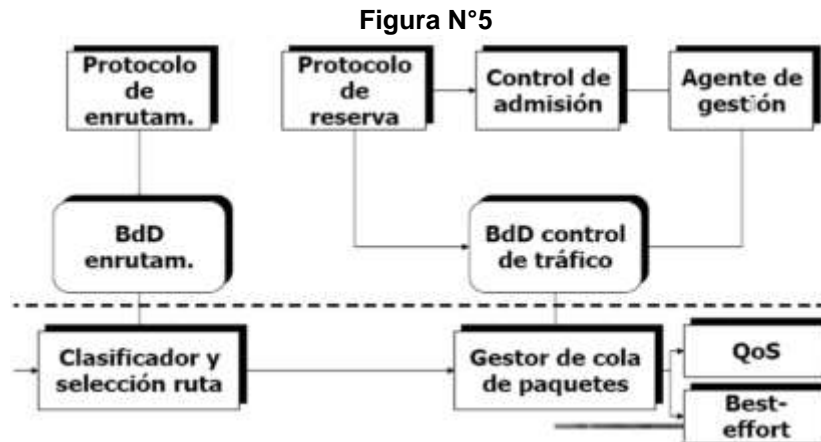 Figura N°5
Protocolo
de
enrutam.
Protocolo
de
reserva
Control de
admisión
Agente de
gestión
BdD
enrutam.
BdD control
de tráfico
Clasificador y
selección ruta
Gestor de cola
de paquetes
QoS
Best-
effort